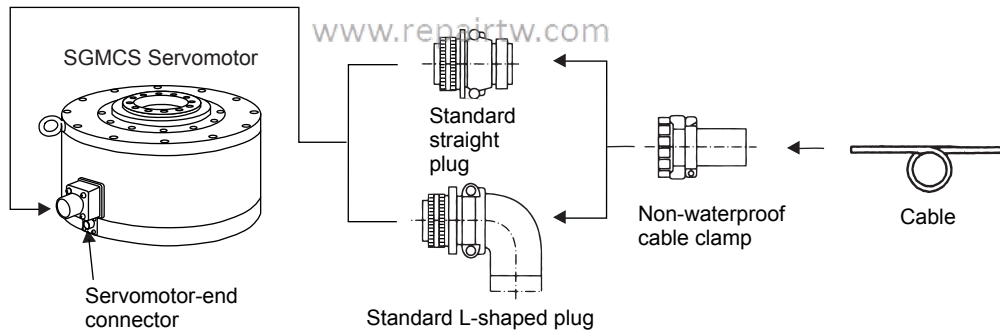 www.repairtw.com
SGMCS Servomotor
Standard
straight
plug
Non-waterproof
cable clamp
Cable
Servomotor-end
connector
Standard L-shaped plug